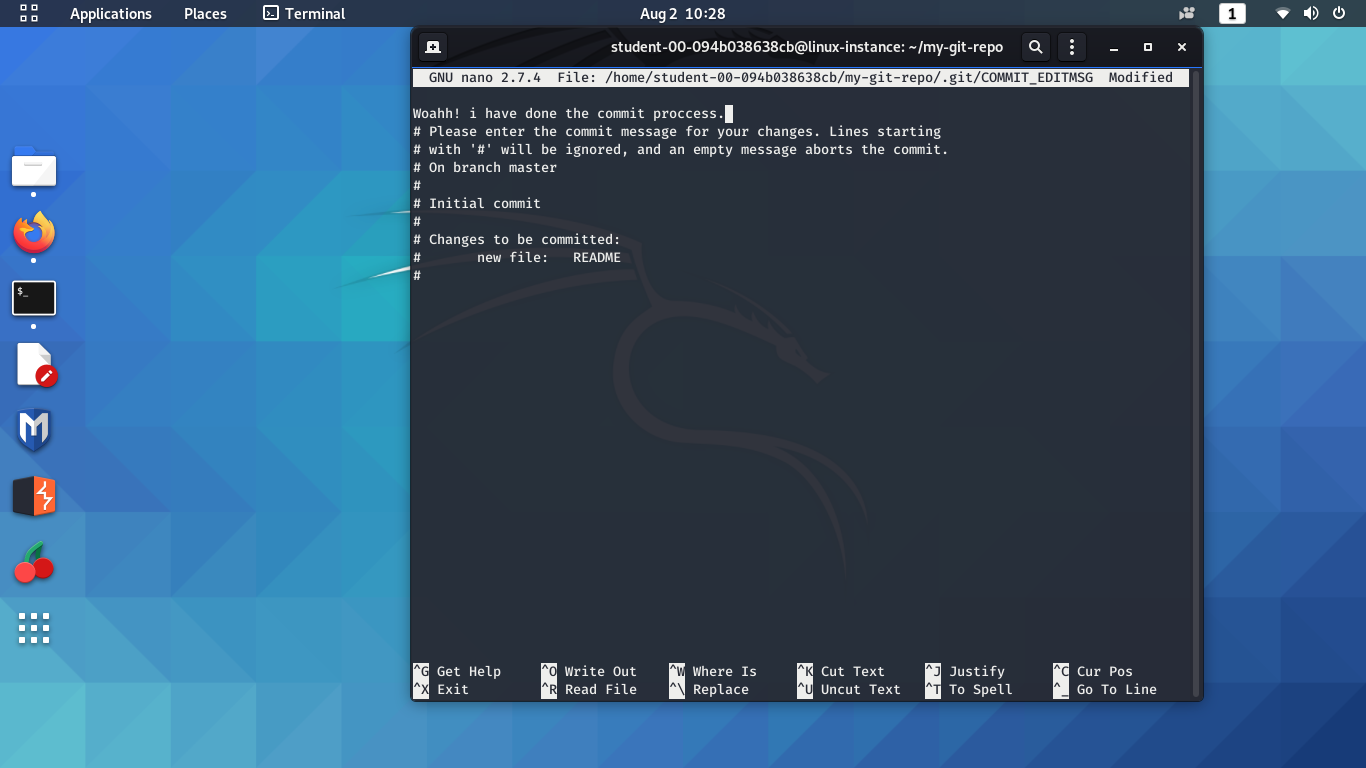 Applications Places Terminal Aug 2 10:28 1
student-00-094b038638cb@linux-instance: ~/my-git-repo
GNU nano 2.7.4 File: /home/student-00-094b038638cb/my-git-repo/.git/COMMIT_EDITMSG Modified
Woahh! i have done the commit proccess.
# Please enter the commit message for your changes. Lines starting
# with '#' will be ignored, and an empty message aborts the commit.
# On branch master
#
# Initial commit
#
# Changes to be committed:
#       new file:   README
#
$_
^G Get Help ^O Write Out ^W Where Is ^K Cut Text ^J Justify ^C Cur Pos
^X Exit ^R Read File ^\ Replace ^U Uncut Text ^T To Spell ^_ Go To Line